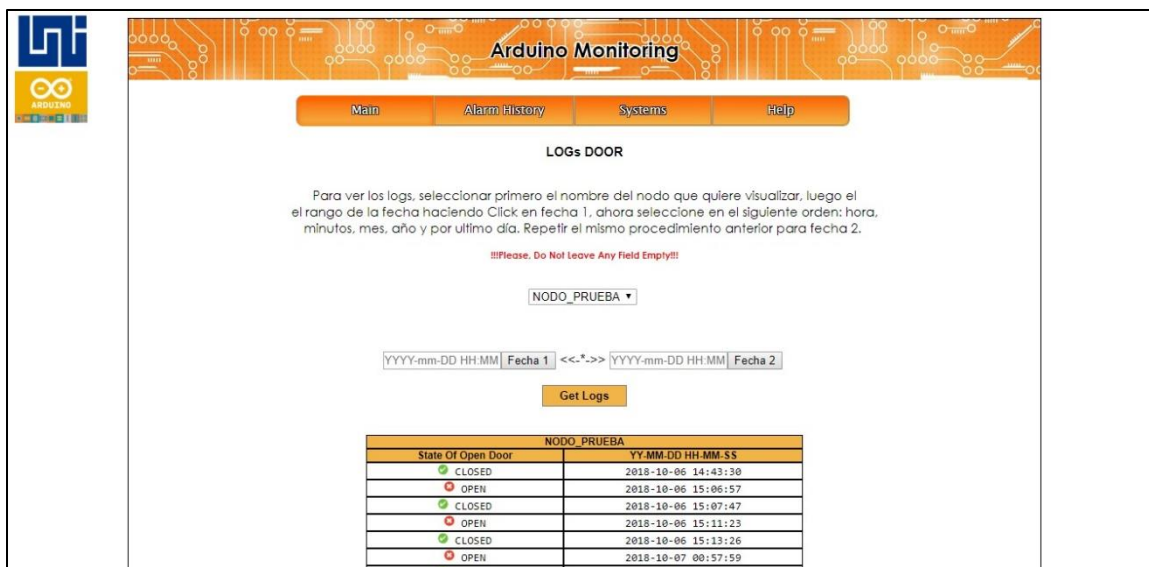 uni
ARDUINO
Arduino Monitoring
Main Alarm History Systems Help
LOGs DOOR
Para ver los logs, seleccionar primero el nombre del nodo que quiere visualizar, luego el
el rango de la fecha haciendo Click en fecha 1, ahora seleccione en el siguiente orden: hora,
minutos, mes, año y por ultimo día. Repetir el mismo procedimiento anterior para fecha 2.
!!!Please, Do Not Leave Any Field Empty!!!
NODO_PRUEBA
YYYY-mm-DD HH:MM Fecha 1 <<-*->> YYYY-mm-DD HH:MM Fecha 2
Get Logs
NODO_PRUEBA
State Of Open Door YY-MM-DD HH-MM-SS
CLOSED 2018-10-06 14:43:30
OPEN 2018-10-06 15:06:57
CLOSED 2018-10-06 15:07:47
OPEN 2018-10-06 15:11:23
CLOSED 2018-10-06 15:13:26
OPEN 2018-10-07 00:57:59